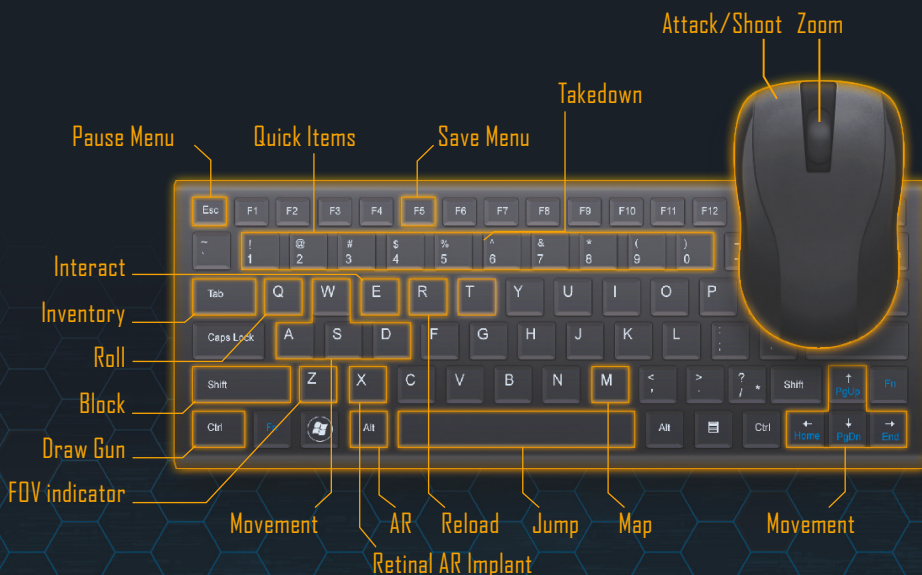 Attack/Shoot Zoom
Takedown
Pause Menu Quick Items Save Menu
Esc F1 F2 F3 F4 F5 F6 F7 F8 F9 F10 F11 F12
~ ! @ # $ % ^ & * ( )
1 2 3 4 5 6 7 8 9 0
Interact
Tab Q W E R T Y U I O P
Inventory
Caps Lock A S D F G H J K L
Roll
Shift Z X C V B N M < , > . ? / * Shift ↑ PgUp Fn
Block
Ctrl Fn Alt Alt Ctrl ← Home ↓ PgDn → End
Draw Gun
FOV indicator
Movement AR Reload Jump Map Movement
Retinal AR Implant